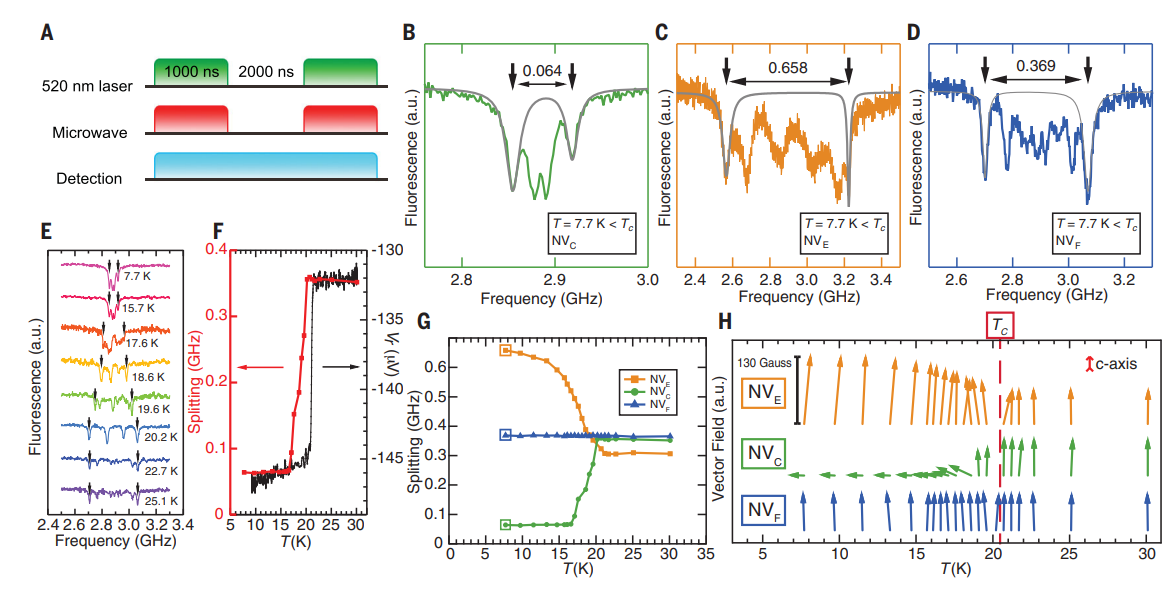 A
1000 ns
2000 ns
520 nm laser
Microwave
Detection
B
0.064
T = 7.7 K < Tc
NVC
Fluorescence (a.u.)
2.8
2.9
3.0
Frequency (GHz)
C
0.658
T = 7.7 K < Tc
NVE
Fluorescence (a.u.)
2.4
2.6
2.8
3.0
3.2
3.4
Frequency (GHz)
D
0.369
T = 7.7 K < Tc
NVF
Fluorescence (a.u.)
2.6
2.8
3.0
3.2
Frequency (GHz)
E
7.7 K
15.7 K
17.6 K
18.6 K
19.6 K
20.2 K
22.7 K
25.1 K
Fluorescence (a.u.)
2.4
2.8
3.0
3.4
Frequency (GHz)
F
0.4
0.3
0.2
0.1
0
Splitting (GHz)
-130
-135
-140
-145
Vf (μV)
5
10
15
20
25
30
T(K)
G
0.6
0.5
0.4
0.3
0.2
0.1
0
Splitting (GHz)
NVE
NVC
NVF
0
5
10
15
20
25
30
35
T(K)
H
TC
130 Gauss
c-axis
NVE
NVC
NVF
Vector Field (a.u.)
5
10
15
20
25
30
T(K)